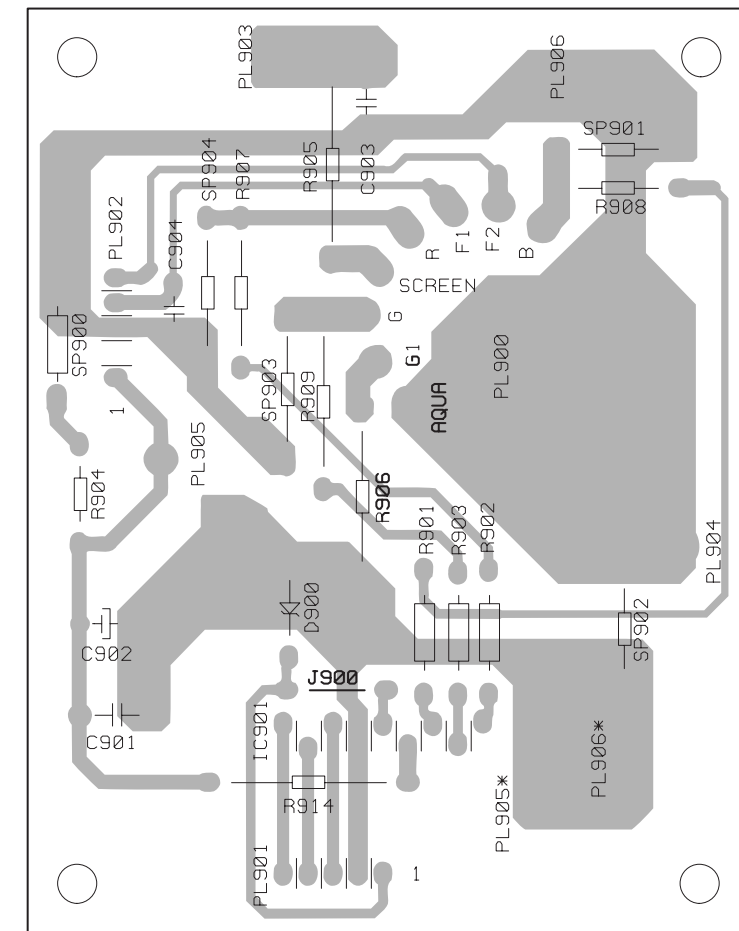 PL903
PL906
SP901
SP904
R907
R905
C903
R908
PL902
C904
R
F1
F2
B
SCREEN
G
SP900
G1
PL900
SP903
R909
AQUA
1
PL905
R904
R906
R901
R903
R902
PL904
D900
SP902
C902
J900
IC901
C901
PL906*
R914
PL905*
PL901
1